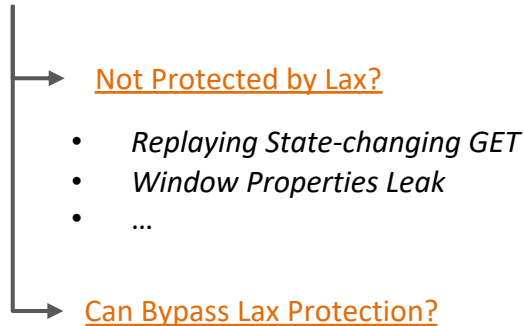 Not Protected by Lax?
• Replaying State-changing GET
• Window Properties Leak
• …
Can Bypass Lax Protection?